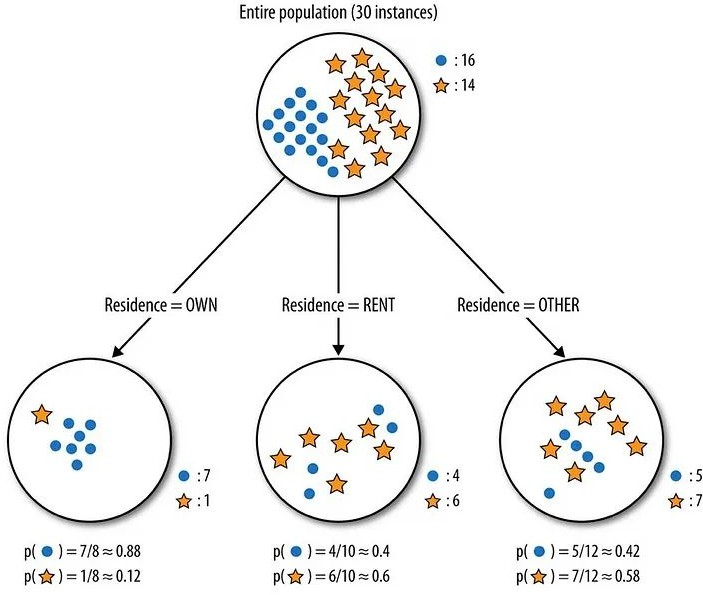 Entire population (30 instances)
: 16
: 14
Residence = OWN
Residence = RENT
Residence = OTHER
: 7
: 1
: 4
: 6
: 5
: 7
p( ) = 7/8 ≈ 0.88
p( ) = 1/8 ≈ 0.12
p( ) = 4/10 ≈ 0.4
p( ) = 6/10 ≈ 0.6
p( ) = 5/12 ≈ 0.42
p( ) = 7/12 ≈ 0.58